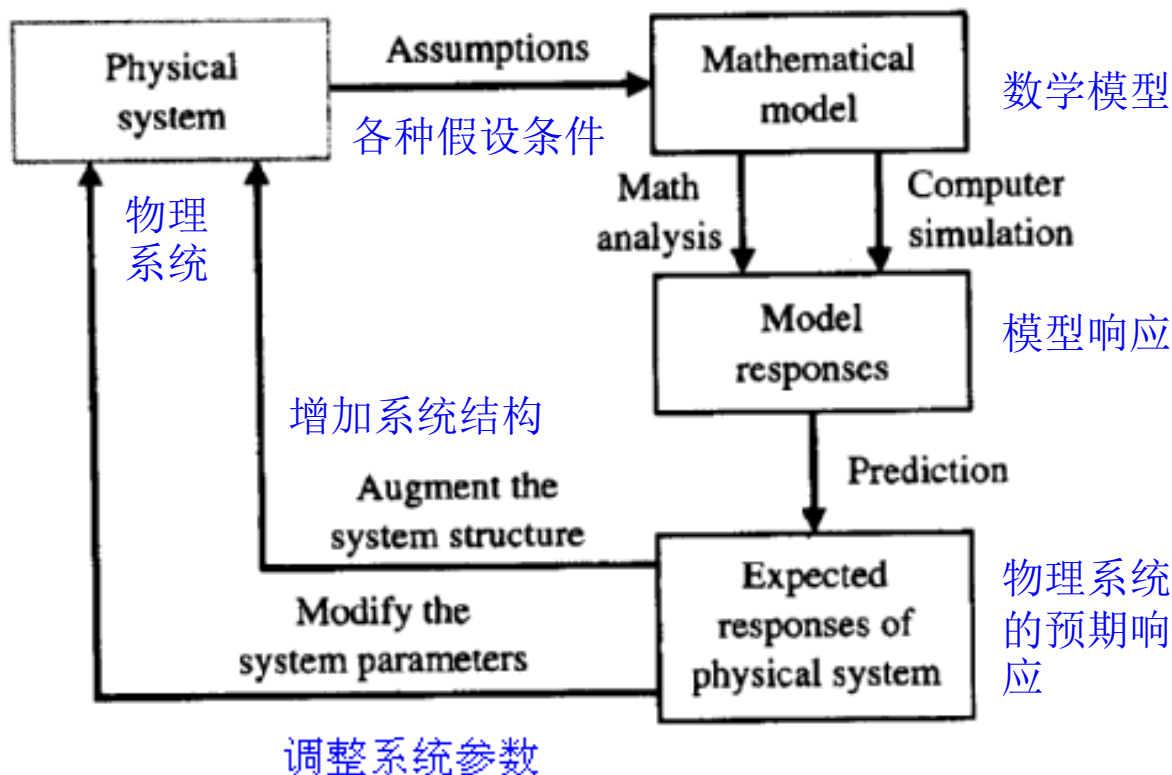 Physical
system
Assumptions
各种假设条件
Mathematical
model
数学模型
物理
系统
Math
analysis
Computer
simulation
Model
responses
模型响应
增加系统结构
Augment the
system structure
Prediction
Modify the
system parameters
Expected
responses of
physical system
物理系统
的预期响
应
调整系统参数